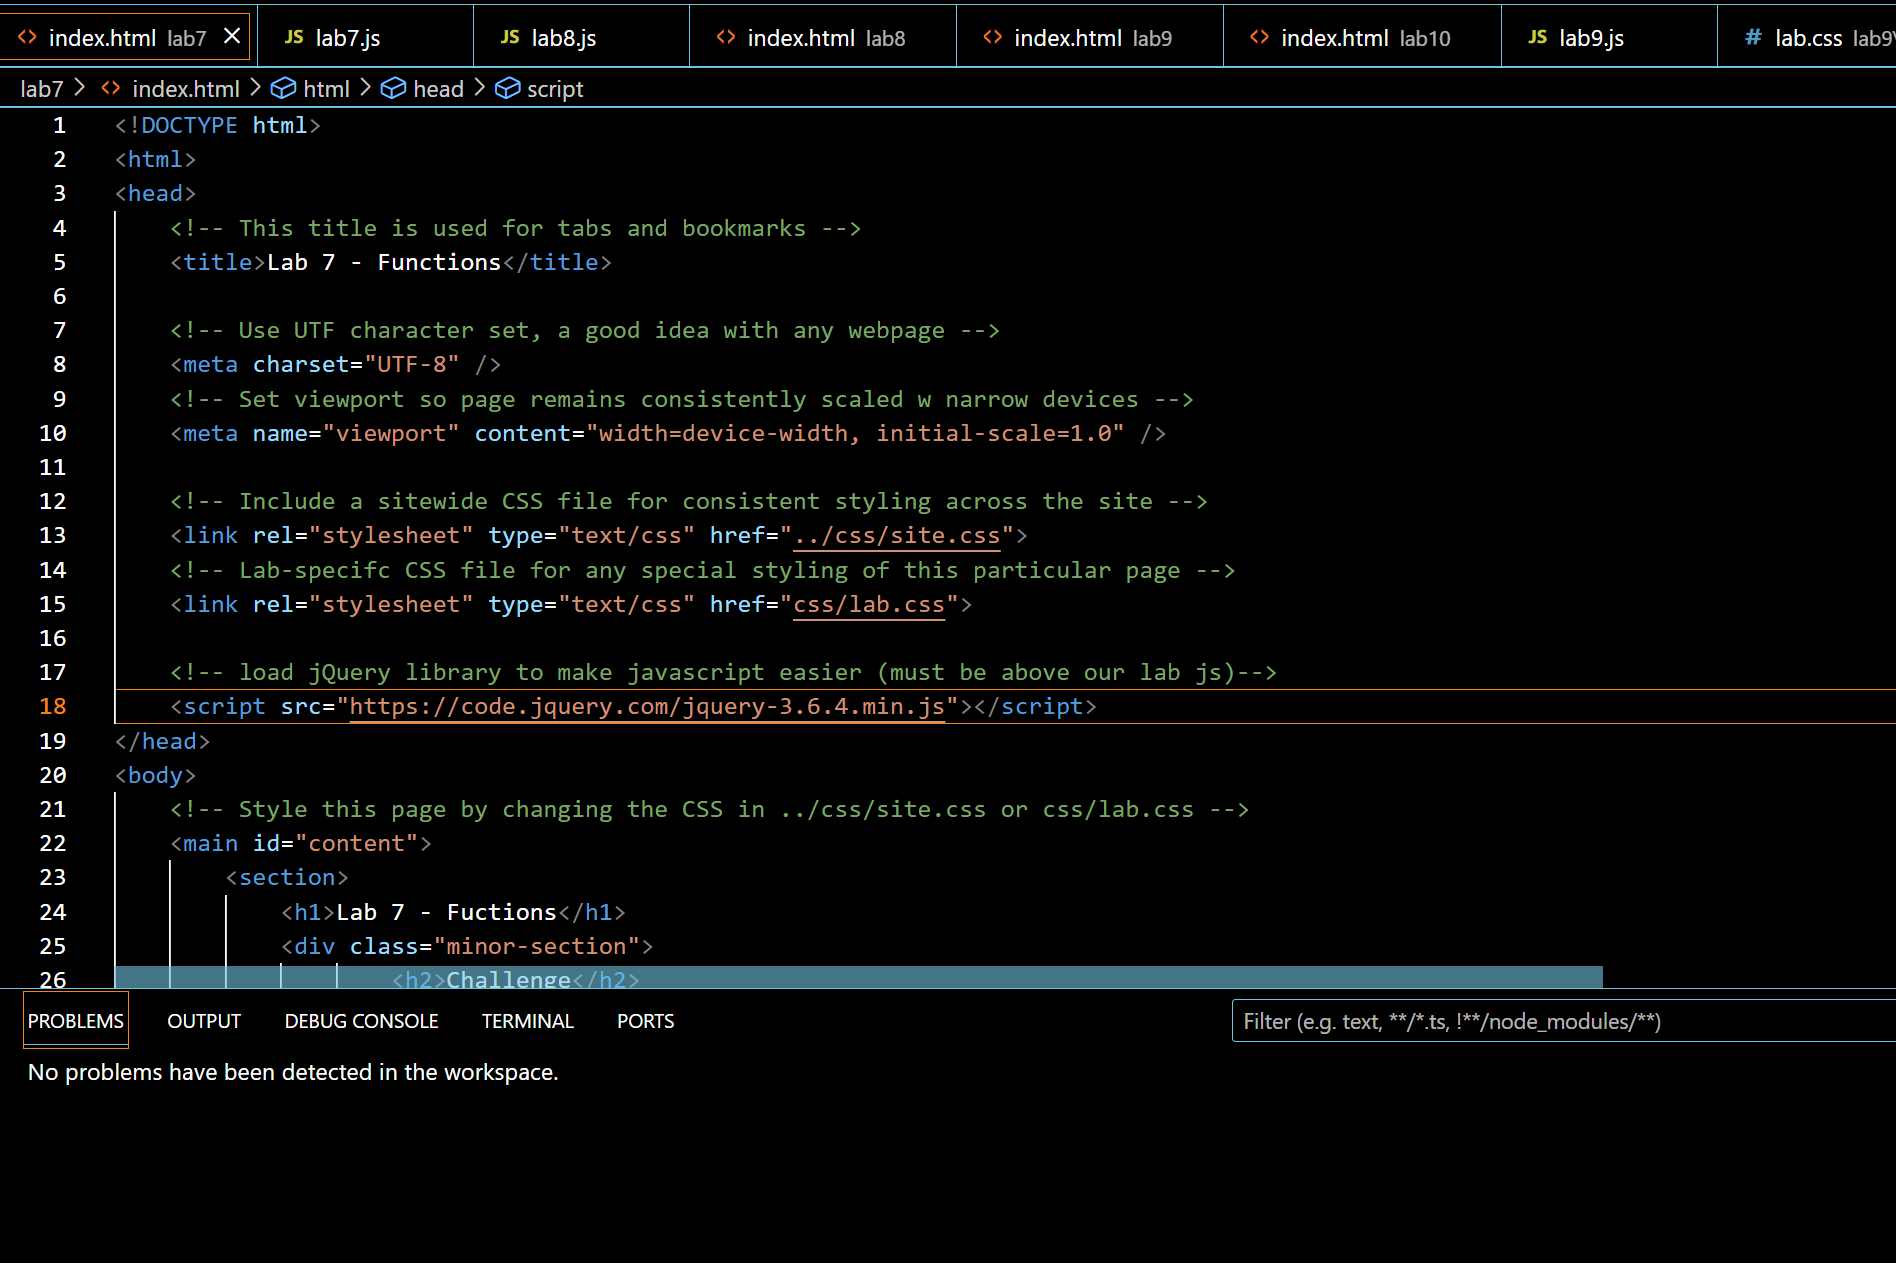 index.html lab7
JS lab7.js
JS lab8.js
index.html lab8
index.html lab9
index.html lab10
JS lab9.js
# lab.css lab9
lab7 > <> index.html > html > head > script
1 <!DOCTYPE html>
2 <html>
3 <head>
4 <!-- This title is used for tabs and bookmarks -->
5 <title>Lab 7 - Functions</title>
6
7 <!-- Use UTF character set, a good idea with any webpage -->
8 <meta charset="UTF-8" />
9 <!-- Set viewport so page remains consistently scaled w narrow devices -->
10 <meta name="viewport" content="width=device-width, initial-scale=1.0" />
11
12 <!-- Include a sitewide CSS file for consistent styling across the site -->
13 <link rel="stylesheet" type="text/css" href="../css/site.css">
14 <!-- Lab-specifc CSS file for any special styling of this particular page -->
15 <link rel="stylesheet" type="text/css" href="css/lab.css">
16
17 <!-- load jQuery library to make javascript easier (must be above our lab js)-->
18 <script src="https://code.jquery.com/jquery-3.6.4.min.js"></script>
19 </head>
20 <body>
21 <!-- Style this page by changing the CSS in ../css/site.css or css/lab.css -->
22 <main id="content">
23 <section>
24 <h1>Lab 7 - Fuctions</h1>
25 <div class="minor-section">
26 <h2>Challenge</h2>
PROBLEMS OUTPUT DEBUG CONSOLE TERMINAL PORTS
Filter (e.g. text, **/*.ts, !**/node_modules/**)
No problems have been detected in the workspace.